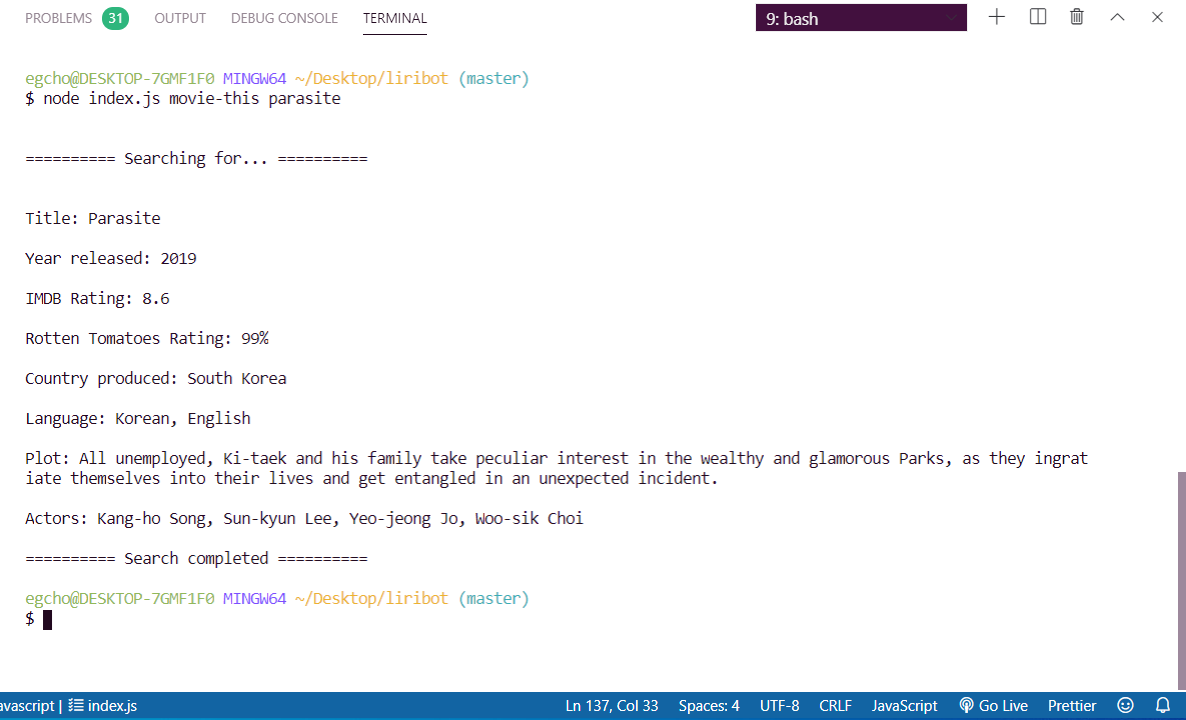 PROBLEMS 31 OUTPUT DEBUG CONSOLE TERMINAL 9: bash
egcho@DESKTOP-7GMF1F0 MINGW64 ~/Desktop/liribot (master)
$ node index.js movie-this parasite
========== Searching for... ==========
Title: Parasite
Year released: 2019
IMDB Rating: 8.6
Rotten Tomatoes Rating: 99%
Country produced: South Korea
Language: Korean, English
Plot: All unemployed, Ki-taek and his family take peculiar interest in the wealthy and glamorous Parks, as they ingrat
iate themselves into their lives and get entangled in an unexpected incident.
Actors: Kang-ho Song, Sun-kyun Lee, Yeo-jeong Jo, Woo-sik Choi
========== Search completed ==========
egcho@DESKTOP-7GMF1F0 MINGW64 ~/Desktop/liribot (master)
$
avascript | index.js Ln 137, Col 33 Spaces: 4 UTF-8 CRLF JavaScript Go Live Prettier